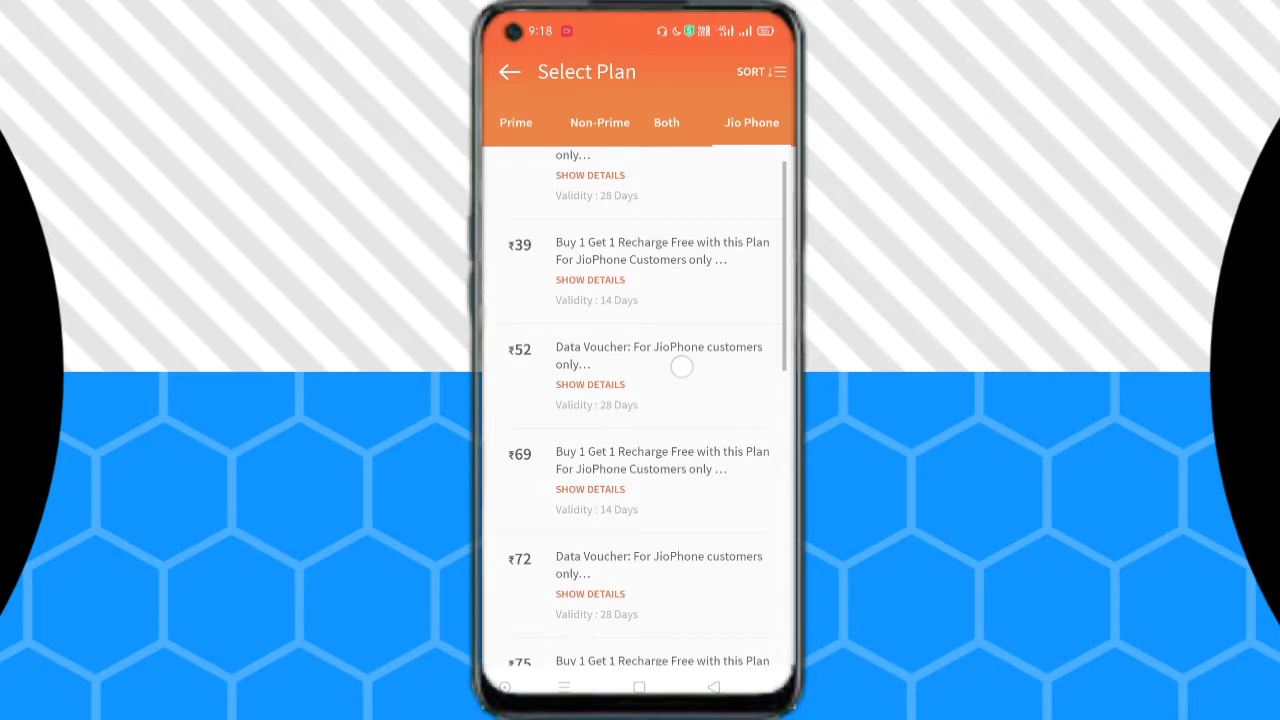 9:18
Select Plan
SORT
Prime Non-Prime Both Jio Phone
only...
SHOW DETAILS
Validity : 28 Days
₹39
Buy 1 Get 1 Recharge Free with this Plan
For JioPhone Customers only ...
SHOW DETAILS
Validity : 14 Days
₹52
Data Voucher: For JioPhone customers
only...
SHOW DETAILS
Validity : 28 Days
₹69
Buy 1 Get 1 Recharge Free with this Plan
For JioPhone Customers only ...
SHOW DETAILS
Validity : 14 Days
₹72
Data Voucher: For JioPhone customers
only...
SHOW DETAILS
Validity : 28 Days
₹75
Buy 1 Get 1 Recharge Free with this Plan